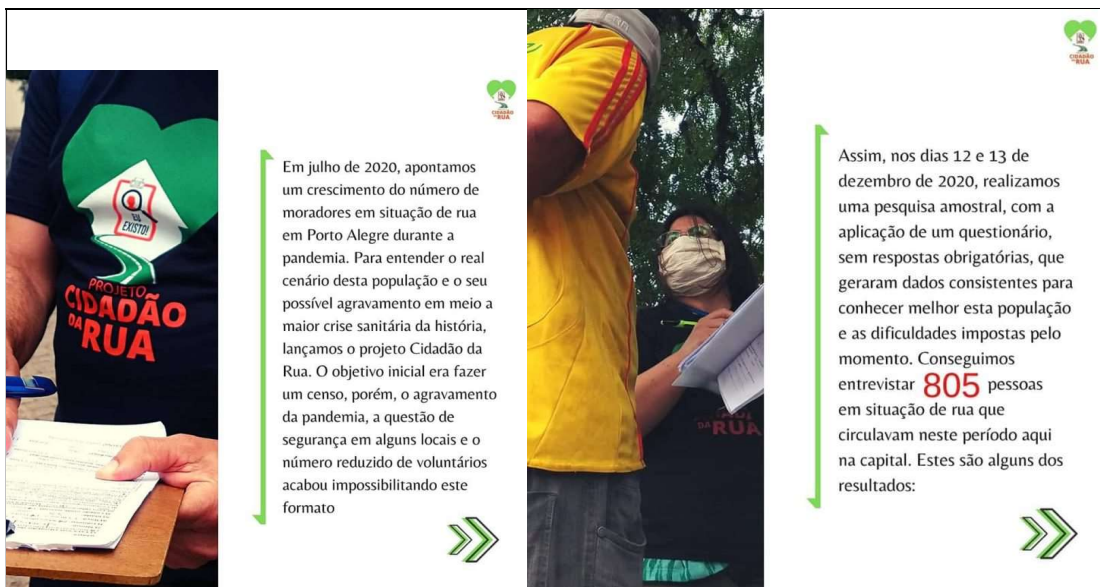 EU
EXISTO!
PROJETO
CIDADÃO
DA RUA
CIDADÃO
DA RUA
Em julho de 2020, apontamos
um crescimento do número de
moradores em situação de rua
em Porto Alegre durante a
pandemia. Para entender o real
cenário desta população e o seu
possível agravamento em meio a
maior crise sanitária da história,
lançamos o projeto Cidadão da
Rua. O objetivo inicial era fazer
um censo, porém, o agravamento
da pandemia, a questão de
segurança em alguns locais e o
número reduzido de voluntários
acabou impossibilitando este
formato
DA RUA
CIDADÃO
DA RUA
Assim, nos dias 12 e 13 de
dezembro de 2020, realizamos
uma pesquisa amostral, com a
aplicação de um questionário,
sem respostas obrigatórias, que
geraram dados consistentes para
conhecer melhor esta população
e as dificuldades impostas pelo
momento. Conseguimos
entrevistar 805 pessoas
em situação de rua que
circulavam neste período aqui
na capital. Estes são alguns dos
resultados: